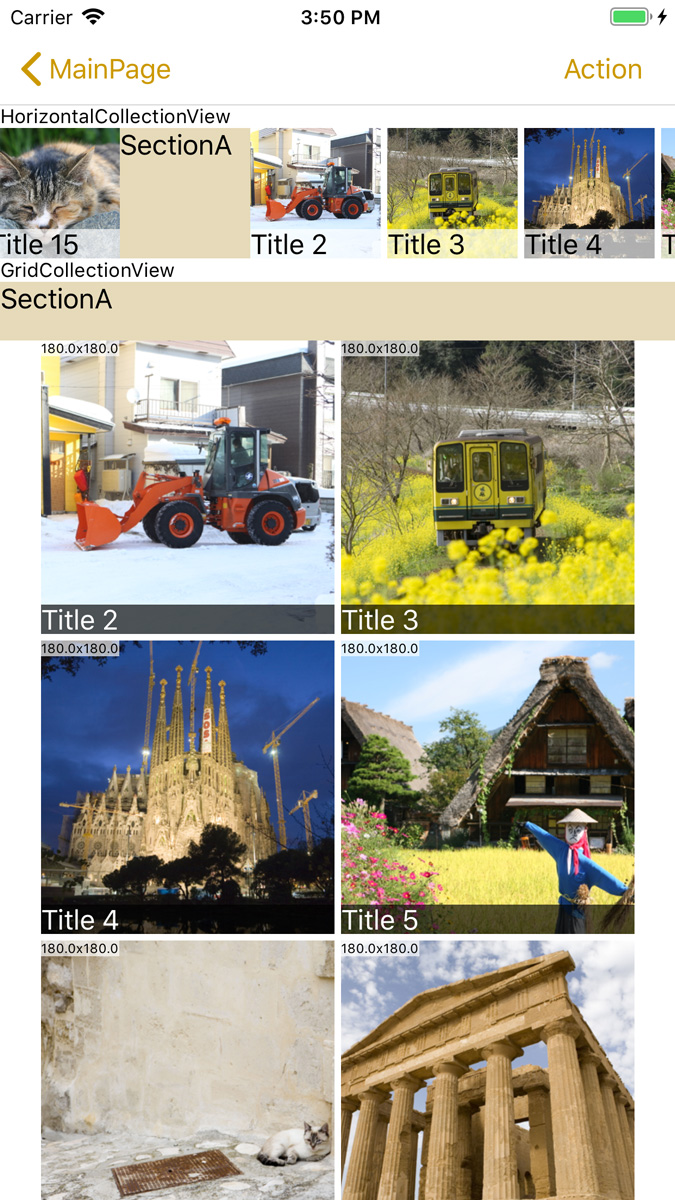 Carrier 3:50 PM
MainPage Action
HorizontalCollectionView
SectionA
Title 15 Title 2 Title 3 Title 4 T
GridCollectionView
SectionA
180.0x180.0 180.0x180.0
Title 2 Title 3
180.0x180.0 180.0x180.0
SOS
Title 4 Title 5
180.0x180.0 180.0x180.0